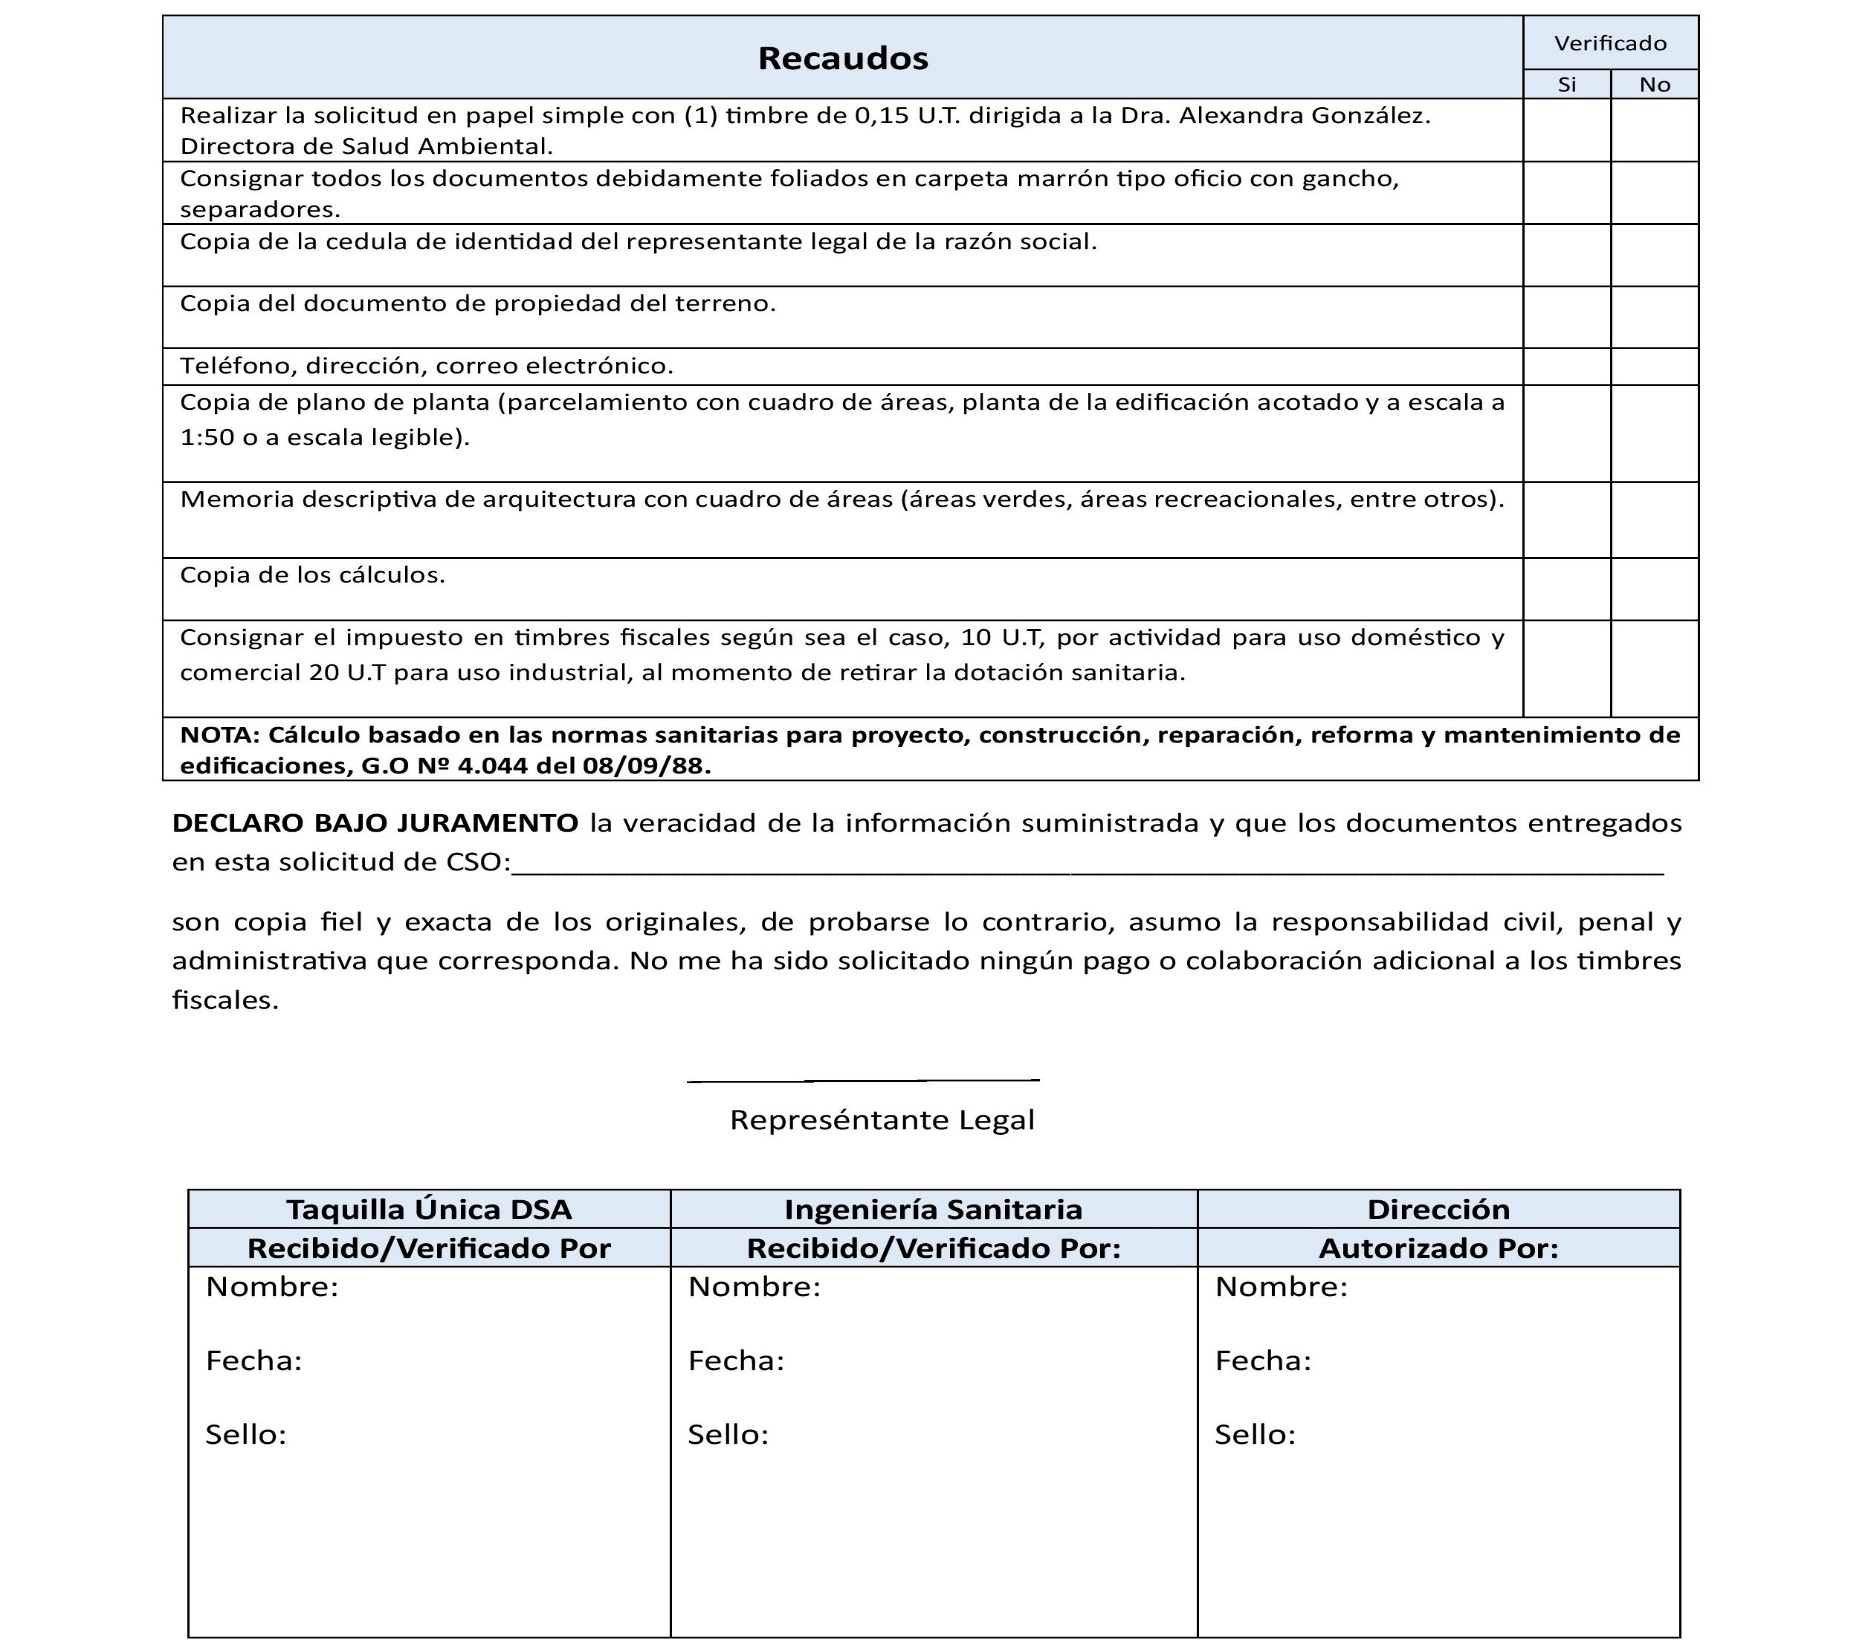 Recaudos
Verificado
Si No
Realizar la solicitud en papel simple con (1) timbre de 0,15 U.T. dirigida a la Dra. Alexandra González.
Directora de Salud Ambiental.
Consignar todos los documentos debidamente foliados en carpeta marrón tipo oficio con gancho,
separadores.
Copia de la cedula de identidad del representante legal de la razón social.
Copia del documento de propiedad del terreno.
Teléfono, dirección, correo electrónico.
Copia de plano de planta (parcelamiento con cuadro de áreas, planta de la edificación acotado y a escala a
1:50 o a escala legible).
Memoria descriptiva de arquitectura con cuadro de áreas (áreas verdes, áreas recreacionales, entre otros).
Copia de los cálculos.
Consignar el impuesto en timbres fiscales según sea el caso, 10 U.T, por actividad para uso doméstico y
comercial 20 U.T para uso industrial, al momento de retirar la dotación sanitaria.
NOTA: Cálculo basado en las normas sanitarias para proyecto, construcción, reparación, reforma y mantenimiento de
edificaciones, G.O Nº 4.044 del 08/09/88.
DECLARO BAJO JURAMENTO la veracidad de la información suministrada y que los documentos entregados
en esta solicitud de CSO:
son copia fiel y exacta de los originales, de probarse lo contrario, asumo la responsabilidad civil, penal y
administrativa que corresponda. No me ha sido solicitado ningún pago o colaboración adicional a los timbres
fiscales.
Represéntante Legal
Taquilla Única DSA Ingeniería Sanitaria Dirección
Recibido/Verificado Por Recibido/Verificado Por: Autorizado Por:
Nombre: Nombre: Nombre:
Fecha: Fecha: Fecha:
Sello: Sello: Sello: